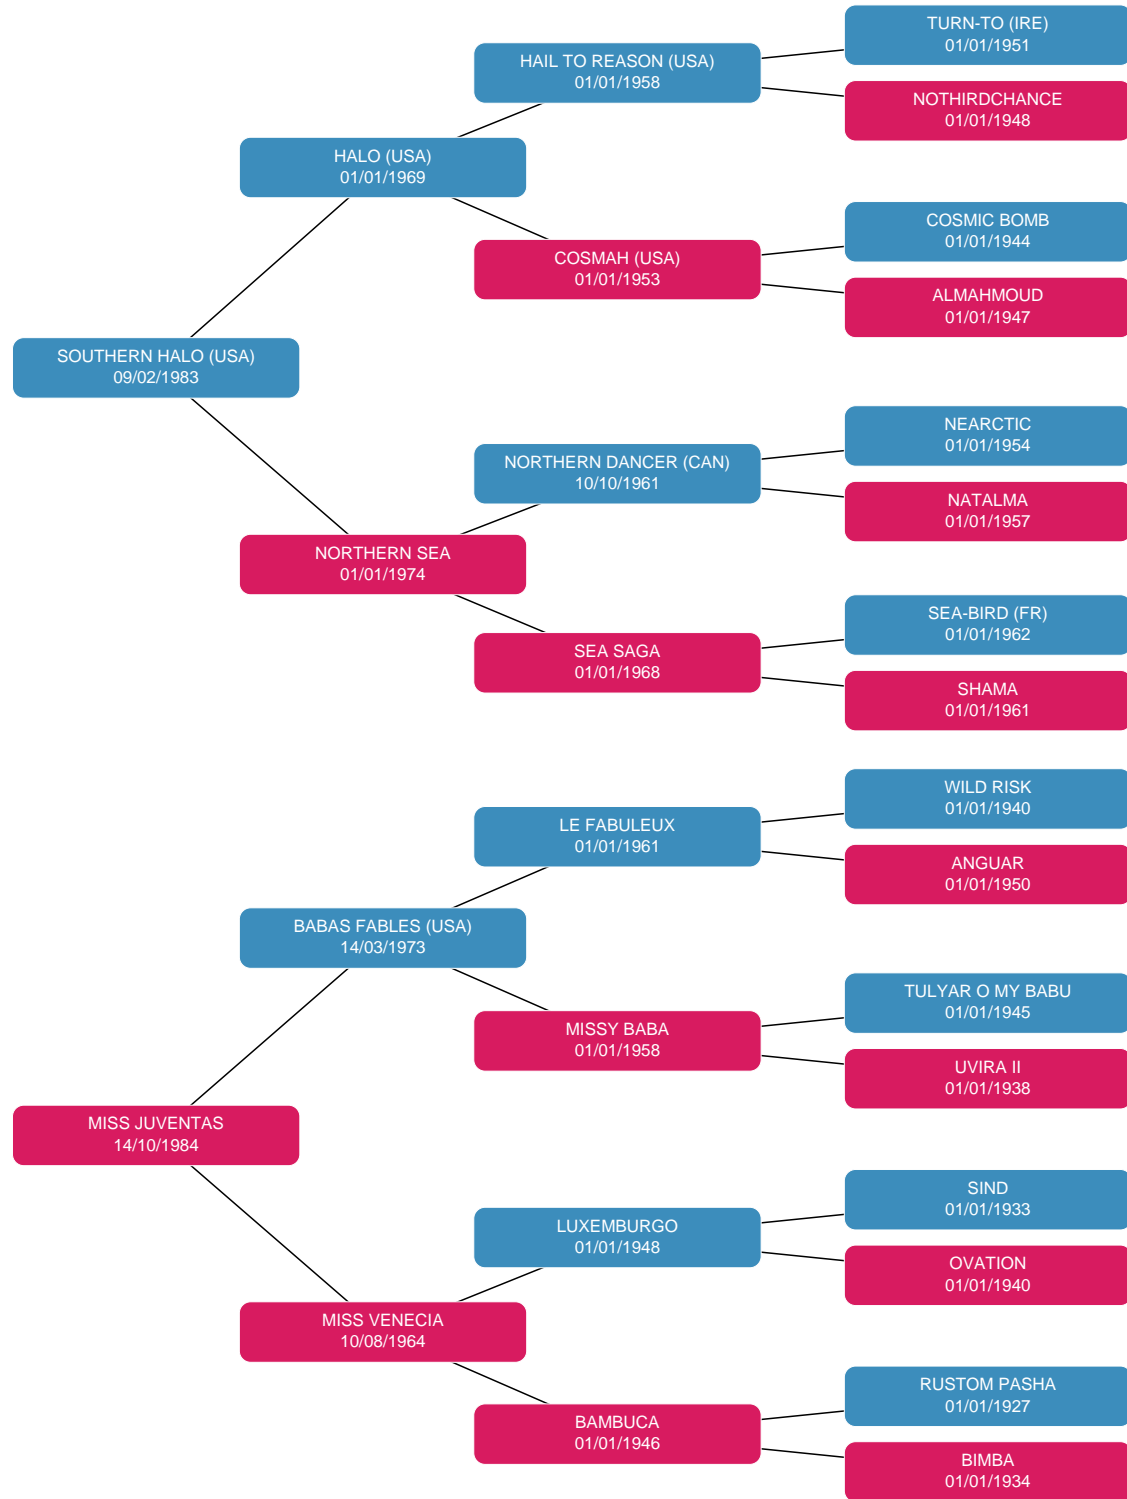 TURN-TO (IRE)
01/01/1951
HAIL TO REASON (USA)
01/01/1958
NOTHIRDCHANCE
01/01/1948
HALO (USA)
01/01/1969
COSMIC BOMB
01/01/1944
COSMAH (USA)
01/01/1953
ALMAHMOUD
01/01/1947
SOUTHERN HALO (USA)
09/02/1983
NEARCTIC
01/01/1954
NORTHERN DANCER (CAN)
10/10/1961
NATALMA
01/01/1957
NORTHERN SEA
01/01/1974
SEA-BIRD (FR)
01/01/1962
SEA SAGA
01/01/1968
SHAMA
01/01/1961
WILD RISK
01/01/1940
LE FABULEUX
01/01/1961
ANGUAR
01/01/1950
BABAS FABLES (USA)
14/03/1973
TULYAR O MY BABU
01/01/1945
MISSY BABA
01/01/1958
UVIRA II
01/01/1938
MISS JUVENTAS
14/10/1984
SIND
01/01/1933
LUXEMBURGO
01/01/1948
OVATION
01/01/1940
MISS VENECIA
10/08/1964
RUSTOM PASHA
01/01/1927
BAMBUCA
01/01/1946
BIMBA
01/01/1934